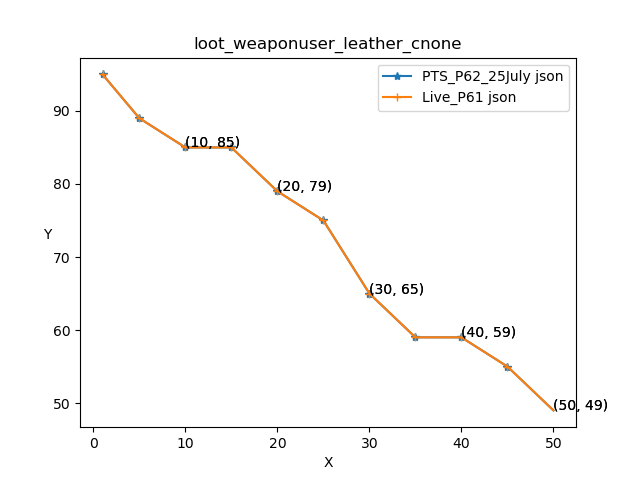 loot_weaponuser_leather_cnone
PTS_P62_25July json
Live_P61 json
(10, 85)
(20, 79)
(30, 65)
(40, 59)
(50, 49)
90
80
70
60
50
Y
0 10 20 30 40 50
X